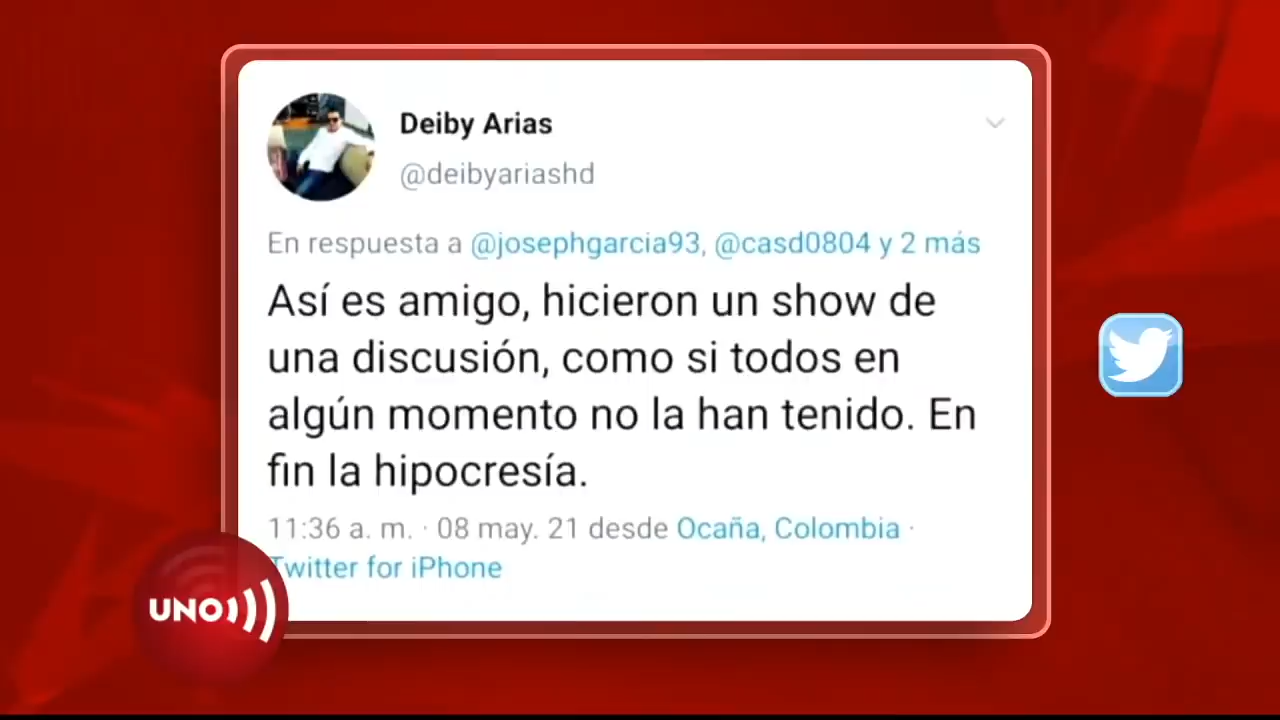 Deiby Arias
@deibyariashd
En respuesta a @josephgarcia93, @casd0804 y 2 más
Así es amigo, hicieron un show de
una discusión, como si todos en
algún momento no la han tenido. En
fin la hipocresía.
11:36 a. m. · 08 may. 21 desde Ocaña, Colombia ·
Twitter for iPhone
UNO